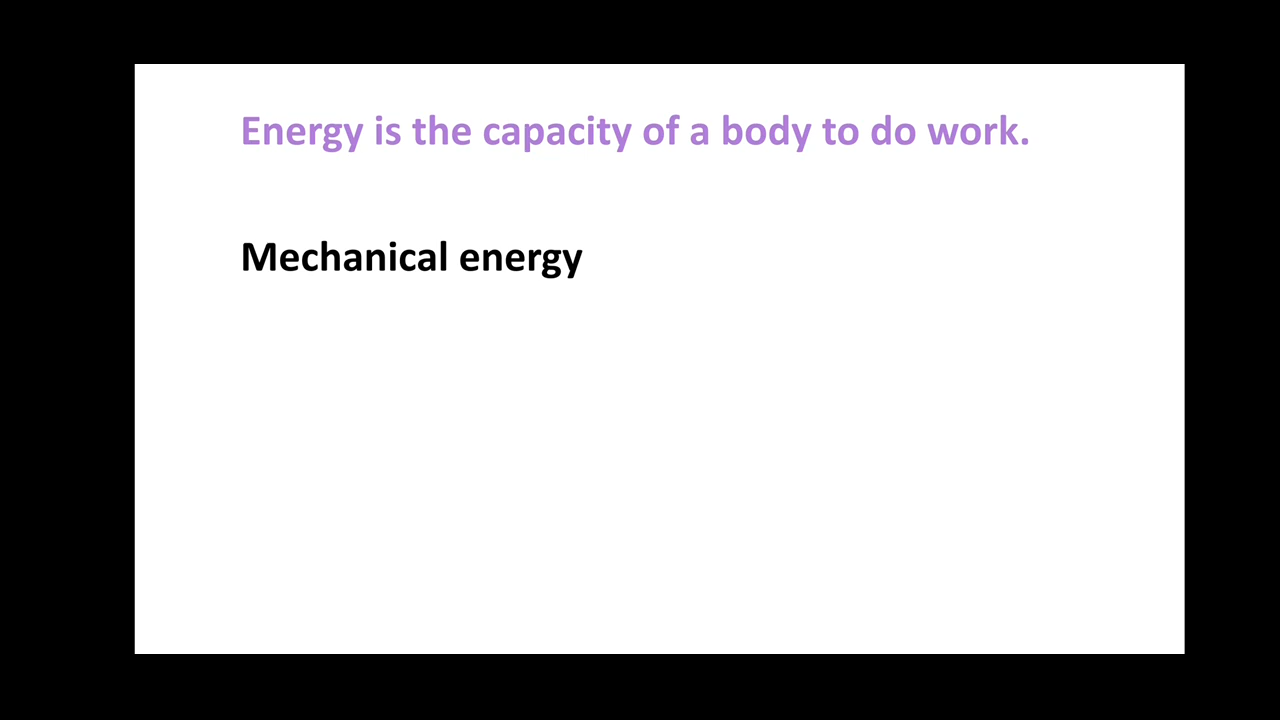 Energy is the capacity of a body to do work.
Mechanical energy